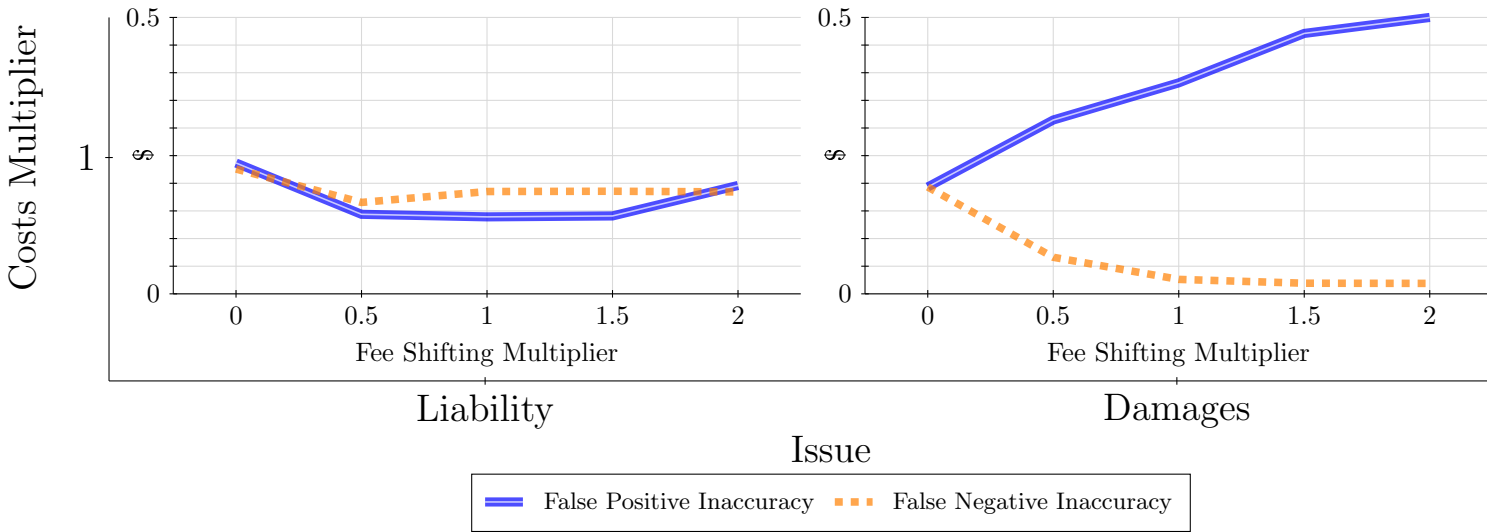 Costs Multiplier
1
0.5
$
0
0 0.5 1 1.5 2
Fee Shifting Multiplier
0.5
$
0
0 0.5 1 1.5 2
Fee Shifting Multiplier
Liability
Damages
Issue
False Positive Inaccuracy
False Negative Inaccuracy